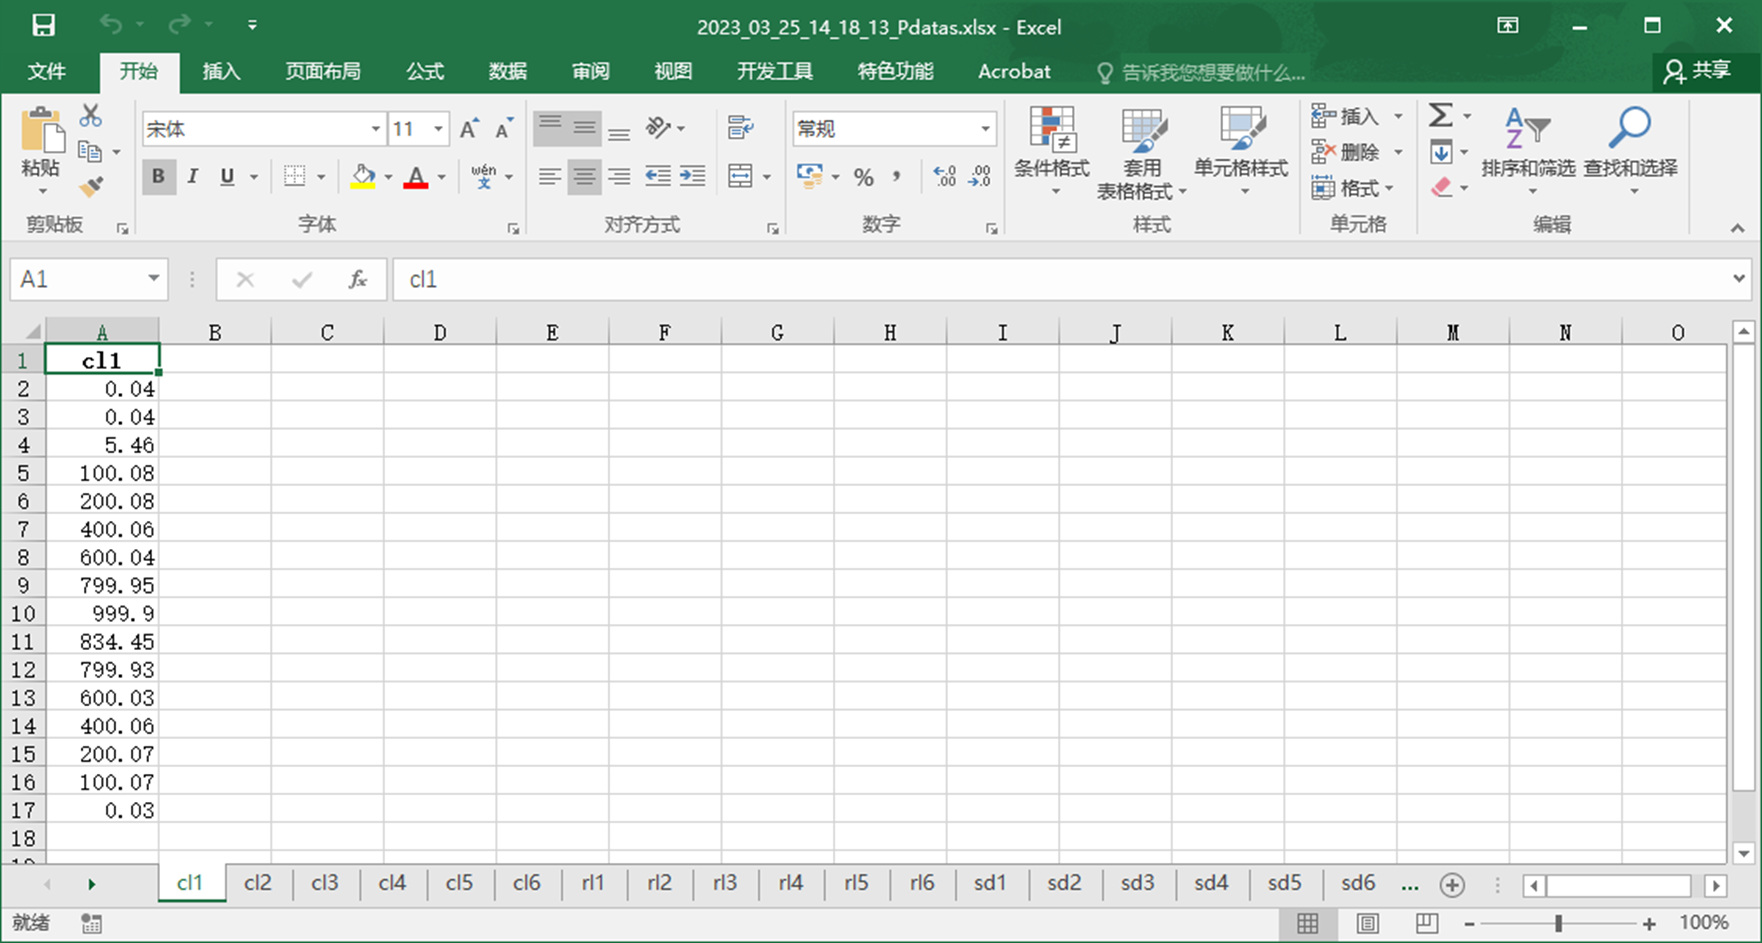 2023_03_25_14_18_13_Pdatas.xlsx - Excel
文件 开始 插入 页面布局 公式 数据 审阅 视图 开发工具 特色功能 Acrobat 告诉我您想要做什么... 共享
粘贴
剪贴板
宋体 11
B I U wén 文
字体
对齐方式
常规
% , .00 .0
数字
条件格式 套用 表格格式 单元格样式
样式
插入
删除
格式
单元格
排序和筛选 查找和选择
编辑
A1 fx cl1
A B C D E F G H I J K L M N O
1 cl1
2 0.04
3 0.04
4 5.46
5 100.08
6 200.08
7 400.06
8 600.04
9 799.95
10 999.9
11 834.45
12 799.93
13 600.03
14 400.06
15 200.07
16 100.07
17 0.03
18
cl1 cl2 cl3 cl4 cl5 cl6 rl1 rl2 rl3 rl4 rl5 rl6 sd1 sd2 sd3 sd4 sd5 sd6 ...
就绪 100%